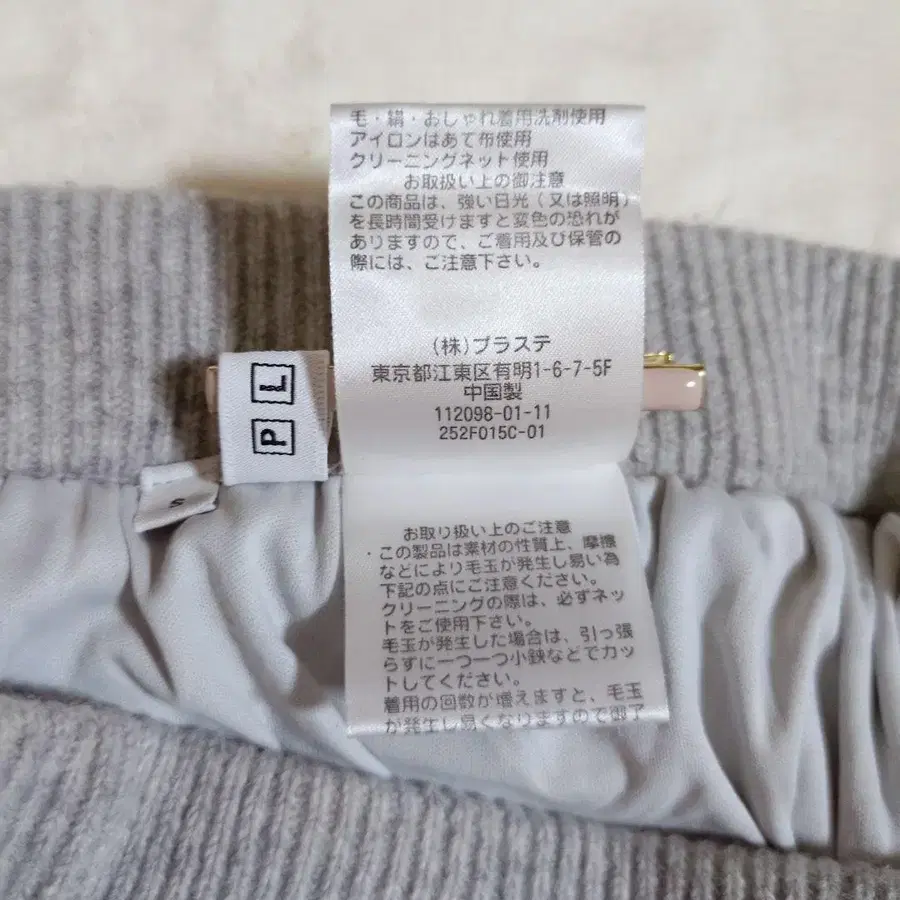 毛・絹・おしゃれ着用洗剤使用
アイロンはあて布使用
クリーニングネット使用
お取扱い上の御注意
この商品は、強い日光(又は照明)
を長時間受けますと変色の恐れが
ありますので、ご着用及び保管の
際には、ご注意下さい。
(株)プラステ
東京都江東区有明1-6-7-5F
中国製
112098-01-11
252F015C-01
PL
S
お取り扱い上のご注意
・この製品は素材の性質上、摩擦
などにより毛玉が発生し易い為
下記の点にご注意ください。
クリーニングの際は、必ずネッ
トをご使用下さい。
毛玉が発生した場合は、引っ張
らずに一つ一つ小鋏などでカッ
トしてください。
着用の回数が増えますと、毛玉
が発生し易くなりますので御了